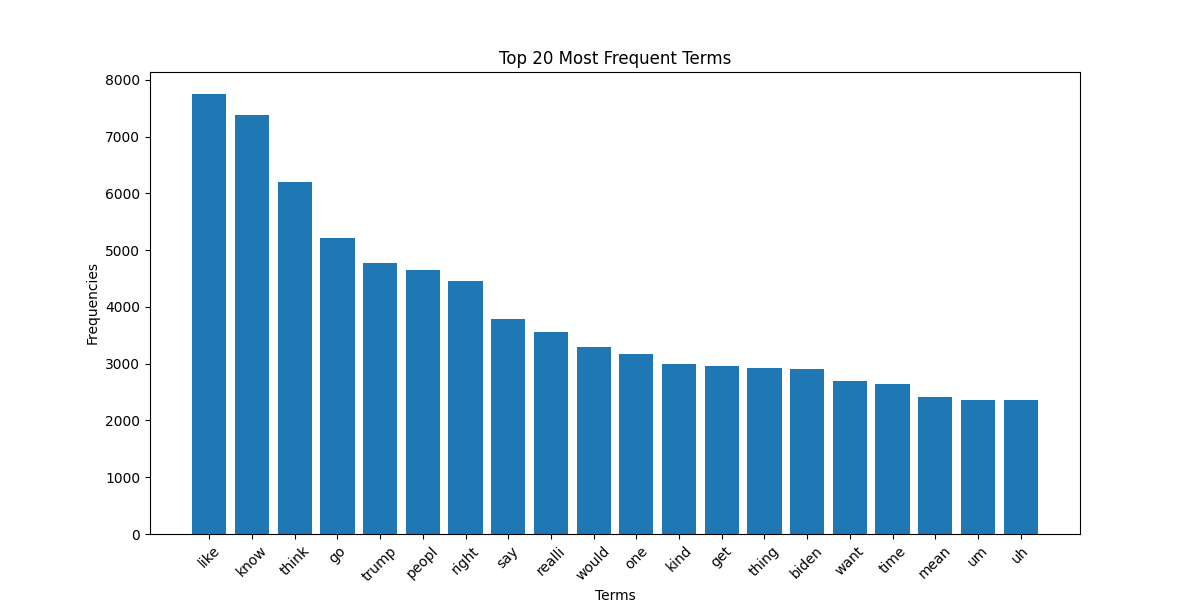 Top 20 Most Frequent Terms
8000
7000
6000
5000
4000
3000
2000
1000
0
Frequencies
like know think go trump peopl right say realli would one kind get thing biden want time mean um uh
Terms